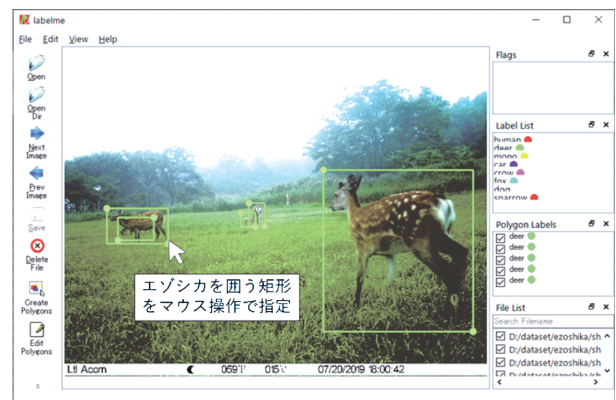 labelme
File Edit View Help
Open
Open
Dir
Next
Image
Prev
Image
Save
Delete
File
Create
Polygons
Edit
Polygons
エゾシカを囲う矩形
をマウス操作で指定
Ltl Acorn
07/20/2019 18:00:42
Flags
Label List
human
deer
mono
car
crow
fox
dog
sparrow
Polygon Labels
deer
deer
deer
deer
deer
File List
Search Filename
D:/dataset/ezoshika/sh
D:/dataset/ezoshika/sh
D:/dataset/ezoshika/sh